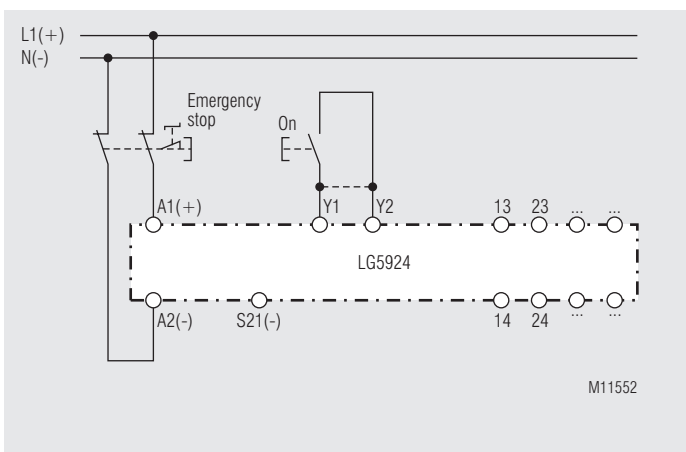 L1(+)
N(-)
Emergency
stop
On
A1(+)
Y1
Y2
13
23
...
...
LG5924
A2(-)
S21(-)
14
24
...
...
M11552